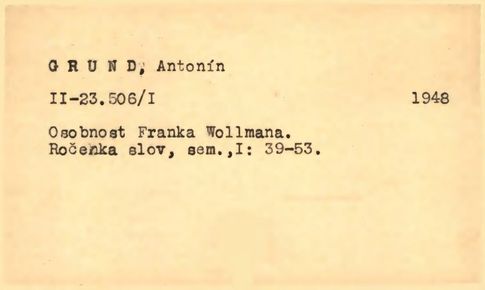 G R U N D, Antonín
II-23.506/I 1948
Osobnost Franka Wollmana.
Ročenka slov, sem.,I: 39-53.